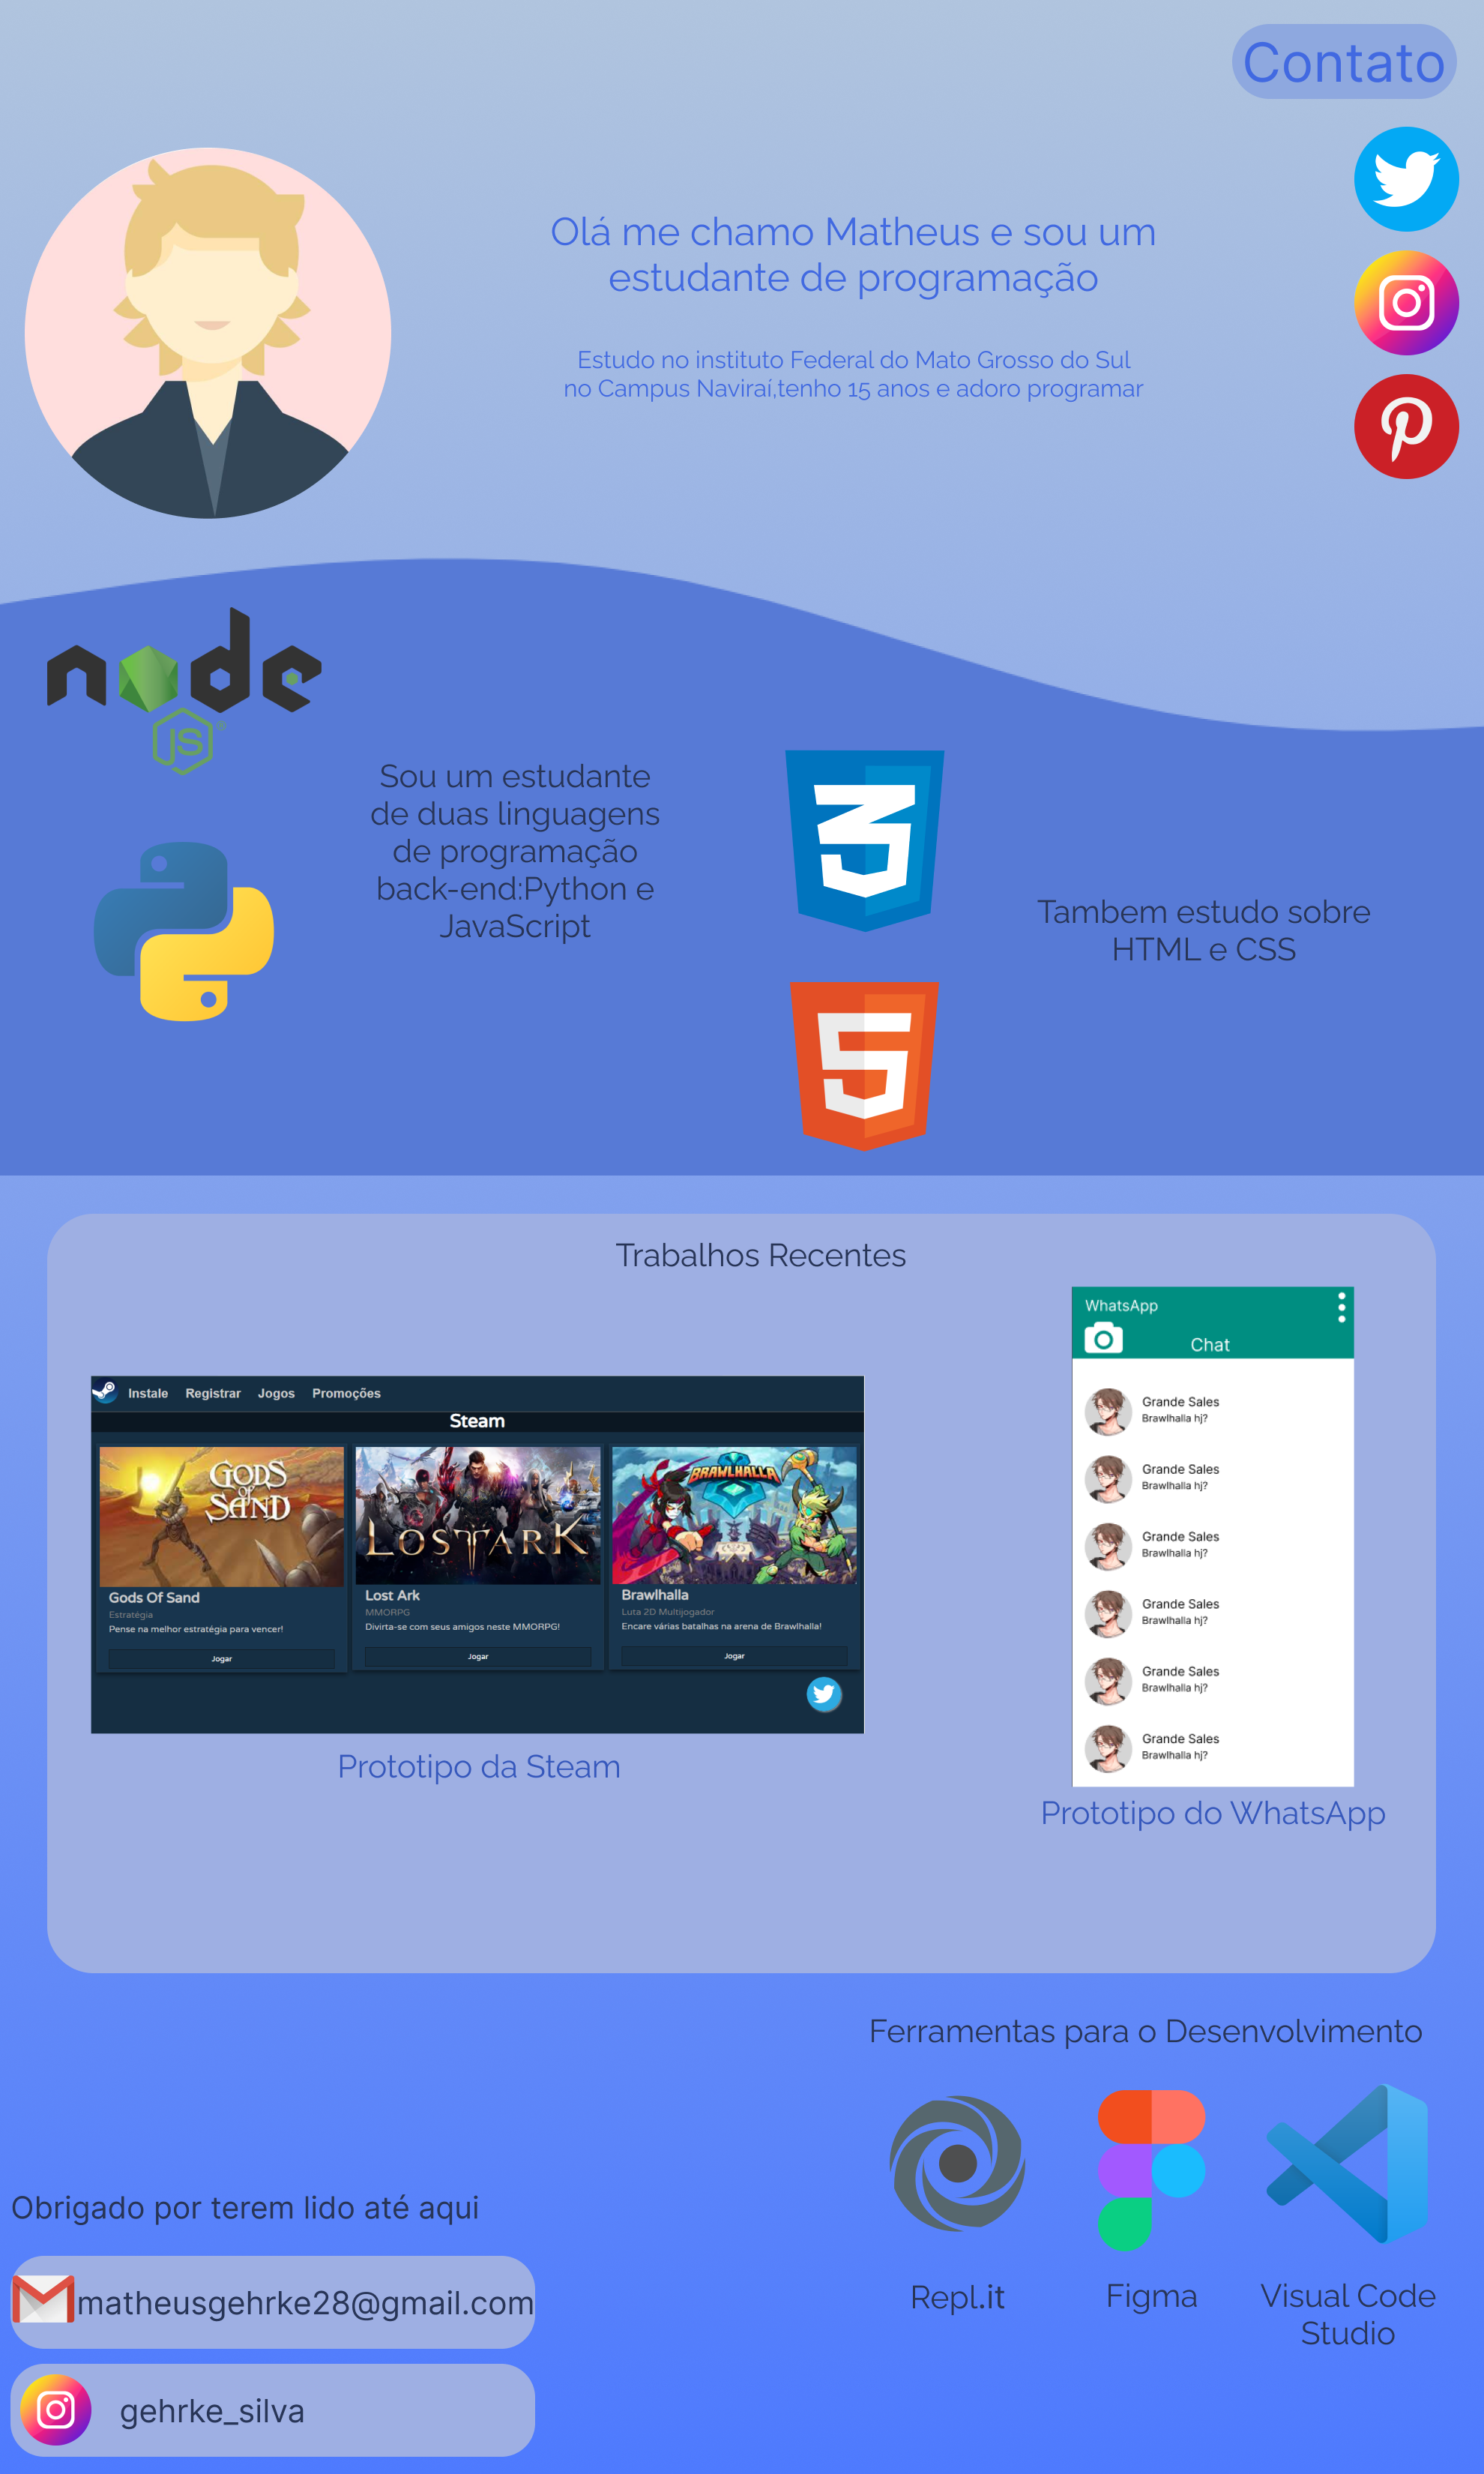 Contato
Olá me chamo Matheus e sou um
estudante de programação
Estudo no instituto Federal do Mato Grosso do Sul
no Campus Naviraí,tenho 15 anos e adoro programar
node
JS®
Sou um estudante
de duas linguagens
de programação
back-end:Python e
JavaScript
Tambem estudo sobre
HTML e CSS
Trabalhos Recentes
Instale Registrar Jogos Promoções
Steam
GODS
of
SAND
LOST ARK
BRAWLHALLA
Gods Of Sand
Estratégia
Pense na melhor estratégia para vencer!
Jogar
Lost Ark
MMORPG
Divirta-se com seus amigos neste MMORPG!
Jogar
Brawlhalla
Luta 2D Multijogador
Encare várias batalhas na arena de Brawlhalla!
Jogar
Prototipo da Steam
WhatsApp
Chat
Grande Sales
Brawlhalla hj?
Grande Sales
Brawlhalla hj?
Grande Sales
Brawlhalla hj?
Grande Sales
Brawlhalla hj?
Grande Sales
Brawlhalla hj?
Grande Sales
Brawlhalla hj?
Prototipo do WhatsApp
Ferramentas para o Desenvolvimento
Repl.it
Figma
Visual Code
Studio
Obrigado por terem lido até aqui
matheusgehrke28@gmail.com
gehrke_silva